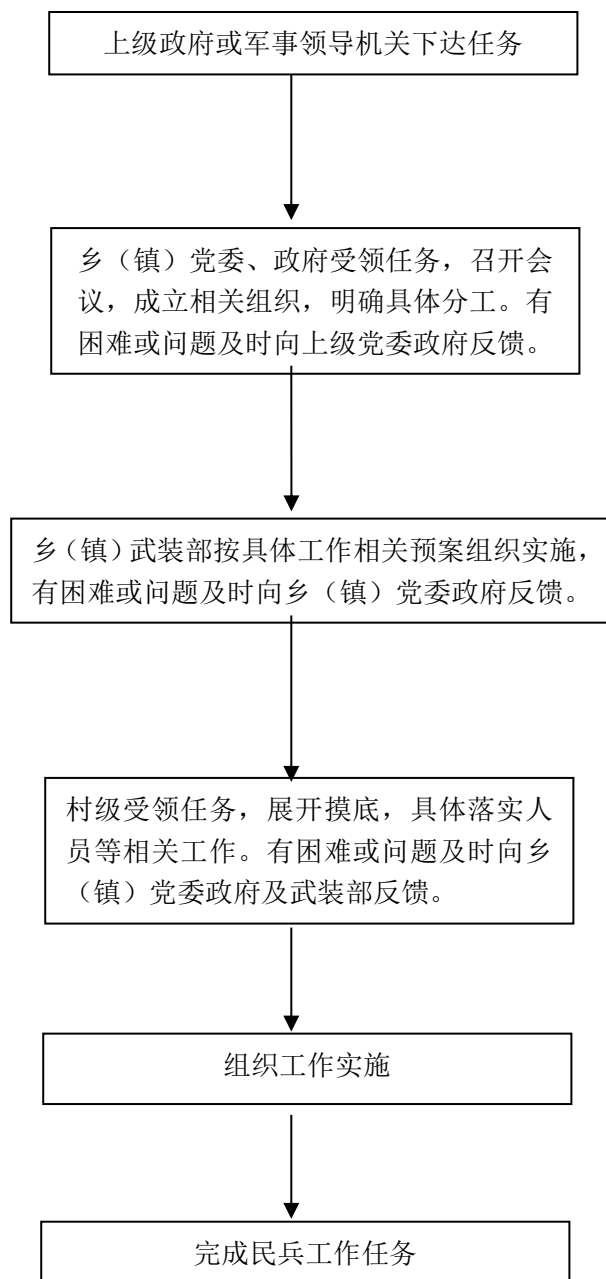 上级政府或军事领导机关下达任务
乡（镇）党委、政府受领任务，召开会
议，成立相关组织，明确具体分工。有
困难或问题及时向上级党委政府反馈。
乡（镇）武装部按具体工作相关预案组织实施，
有困难或问题及时向乡（镇）党委政府反馈。
村级受领任务，展开摸底，具体落实人
员等相关工作。有困难或问题及时向乡
（镇）党委政府及武装部反馈。
组织工作实施
完成民兵工作任务